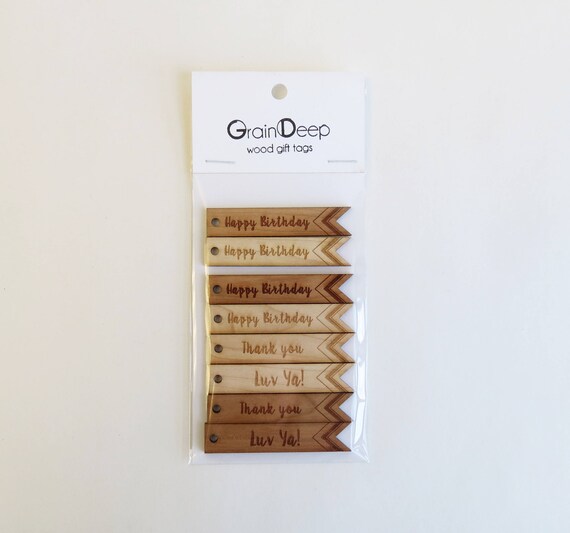 GrainDeep
wood gift tags
Happy Birthday
Happy Birthday
Happy Birthday
Happy Birthday
Thank you
Luv Ya!
Thank you
Luv Ya!